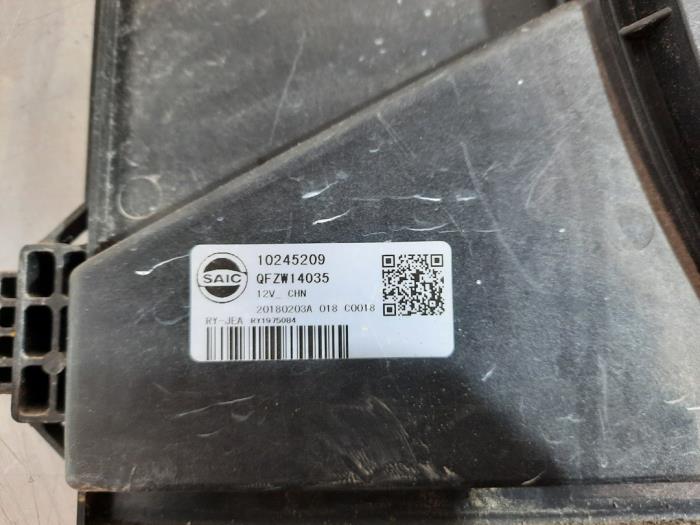 SAIC
10245209
QFZW14035
12V_ CHN
20180203A 018 C0018
RY-JEA RY1975084